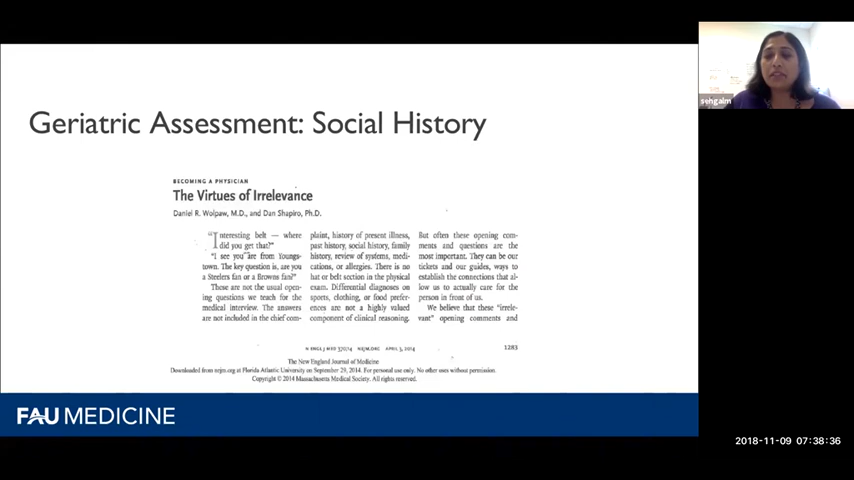 sehgalm
Geriatric Assessment: Social History
BECOMING A PHYSICIAN
The Virtues of Irrelevance
Daniel R. Wolpaw, M.D., and Dan Shapiro, Ph.D.
"Interesting belt — where
did you get that?"
"I see you are from Youngs-
town. The key question is, are you
a Steelers fan or a Browns fan?"
These are not the usual open-
ing questions we teach for the
medical interview. The answers
are not included in the chief com-
plaint, history of present illness,
past history, social history, family
history, review of systems, medi-
cations, or allergies. There is no
hat or belt section in the physical
exam. Differential diagnoses on
sports, clothing, or food prefer-
ences are not a highly valued
component of clinical reasoning.
But often these opening com-
ments and questions are the
most important. They can be our
tickets and our guides, ways to
establish the connections that al-
low us to actually care for the
person in front of us.
We believe that these "irrele-
vant" opening comments and
N ENGL J MED 370;14 NEJM.ORG APRIL 3, 2014
1283
The New England Journal of Medicine
Downloaded from nejm.org at Florida Atlantic University on September 29, 2014. For personal use only. No other uses without permission.
Copyright © 2014 Massachusetts Medical Society. All rights reserved.
FAU MEDICINE
2018-11-09 07:38:36